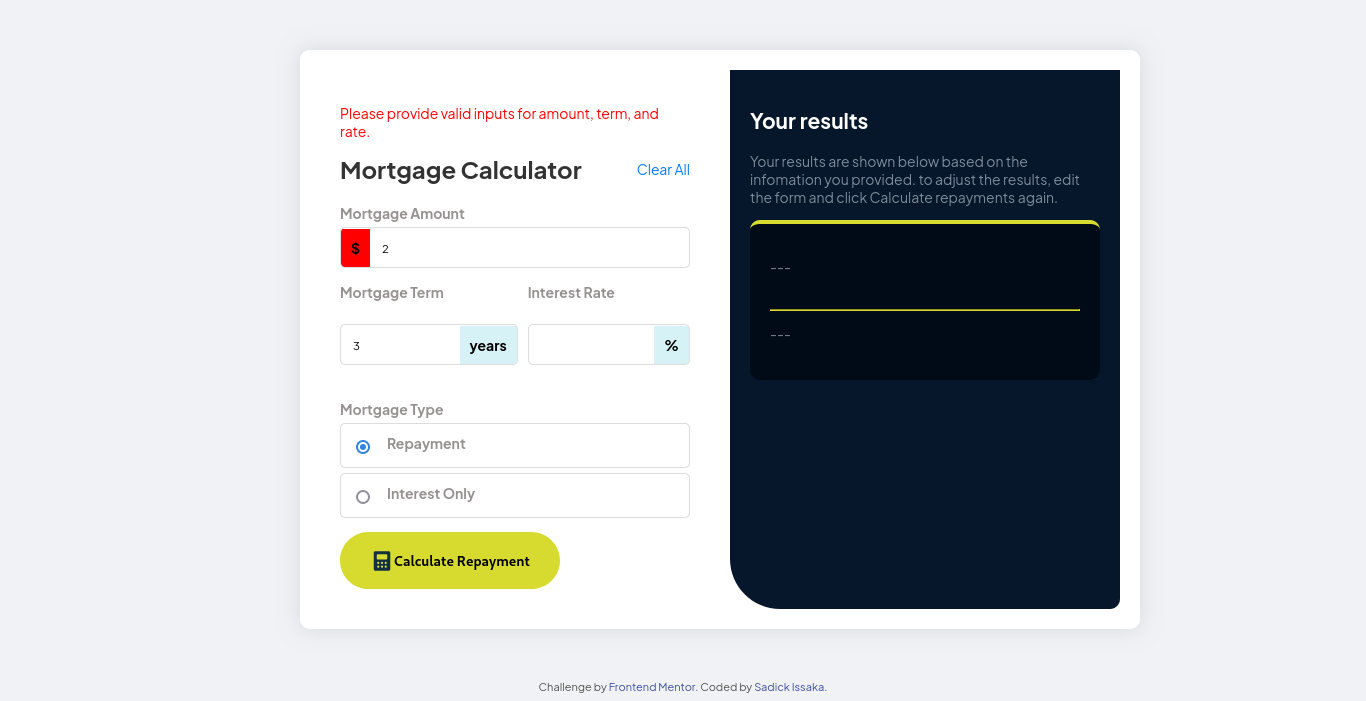 Please provide valid inputs for amount, term, and
rate.
Mortgage Calculator
Clear All
Mortgage Amount
$
2
Mortgage Term
Interest Rate
3
years
%
Mortgage Type
Repayment
Interest Only
Calculate Repayment
Your results
Your results are shown below based on the
infomation you provided. to adjust the results, edit
the form and click Calculate repayments again.
---
---
Challenge by Frontend Mentor. Coded by Sadick Issaka.